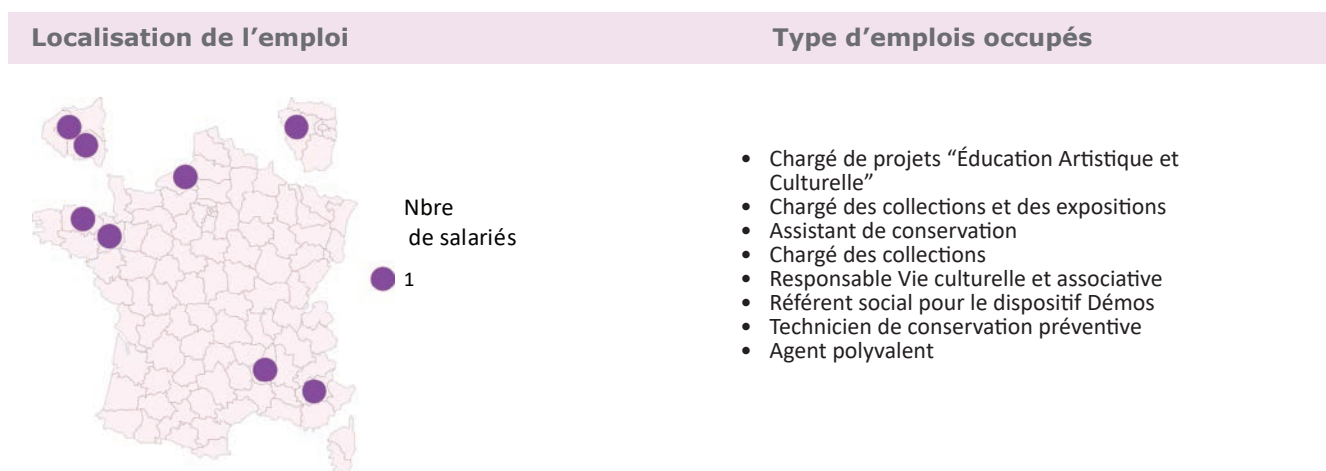 Localisation de l’emploi
Type d’emplois occupés
Nbre
de salariés
1
• Chargé de projets “Éducation Artistique et
Culturelle”
• Chargé des collections et des expositions
• Assistant de conservation
• Chargé des collections
• Responsable Vie culturelle et associative
• Référent social pour le dispositif Démos
• Technicien de conservation préventive
• Agent polyvalent